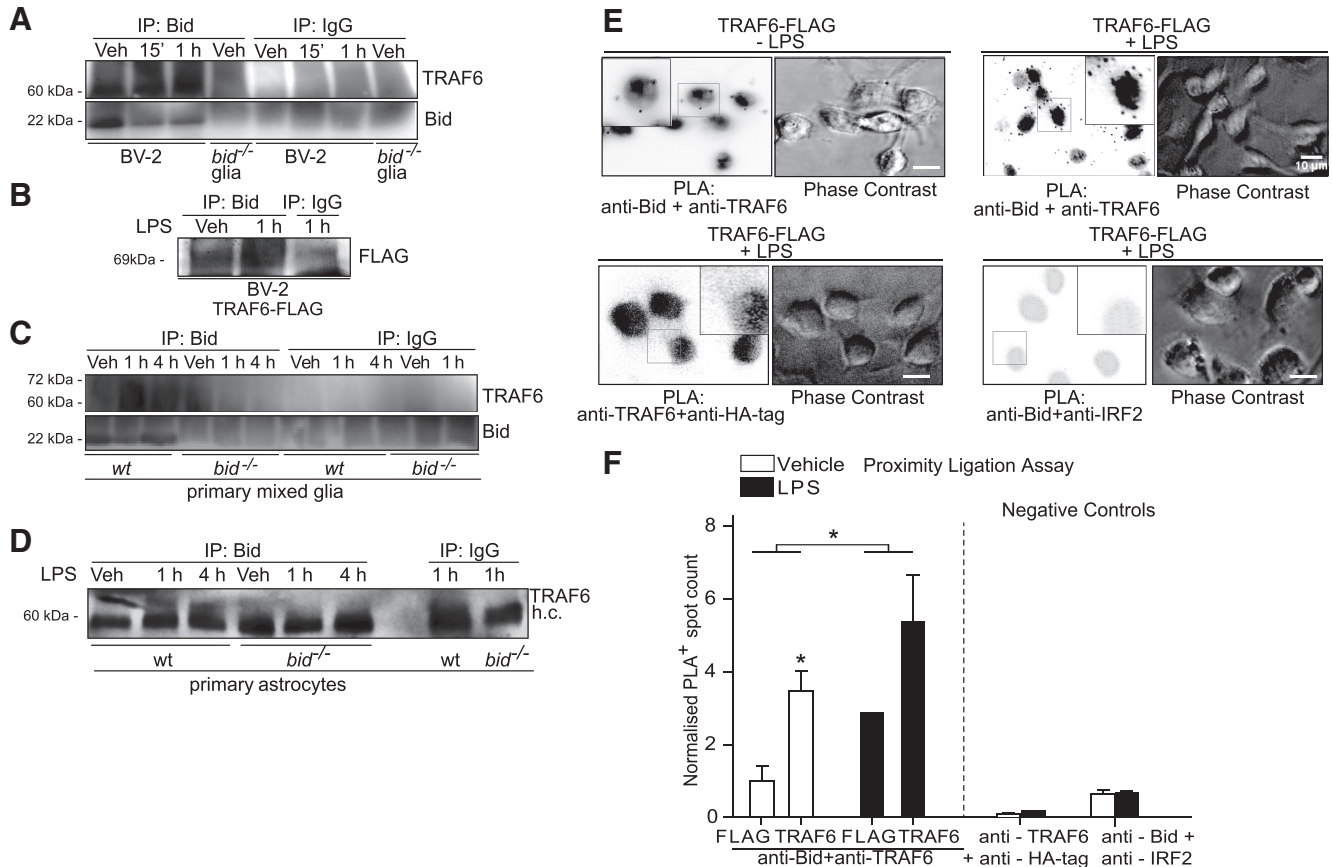 A
IP: Bid IP: IgG
Veh 15’ 1 h Veh Veh 15’ 1 h Veh
60 kDa - TRAF6
22 kDa - Bid
BV-2 bid-/- glia BV-2 bid-/- glia
B
IP: Bid IP: IgG
LPS Veh 1 h 1 h
69kDa - FLAG
BV-2
TRAF6-FLAG
C
IP: Bid IP: IgG
Veh 1 h 4 h Veh 1 h 4 h Veh 1 h 4 h Veh 1 h
72 kDa -
60 kDa - TRAF6
22 kDa - Bid
wt bid-/- wt bid-/-
primary mixed glia
D
IP: Bid IP: IgG
LPS Veh 1 h 4 h Veh 1 h 4 h 1 h 1h
TRAF6
60 kDa - h.c.
wt bid-/- wt bid-/-
primary astrocytes
E
TRAF6-FLAG
- LPS
PLA:
anti-Bid + anti-TRAF6
Phase Contrast
TRAF6-FLAG
+ LPS
10 µm
PLA:
anti-Bid + anti-TRAF6
Phase Contrast
TRAF6-FLAG
+ LPS
PLA:
anti-TRAF6+anti-HA-tag
Phase Contrast
TRAF6-FLAG
+ LPS
PLA:
anti-Bid+anti-IRF2
Phase Contrast
F
Vehicle Proximity Ligation Assay
LPS
Negative Controls
Normalised PLA+ spot count
8
6
4
2
0
*
*
FLAG TRAF6 FLAG TRAF6
anti-Bid+anti-TRAF6
anti - TRAF6
+ anti - HA-tag
anti - Bid +
anti - IRF2